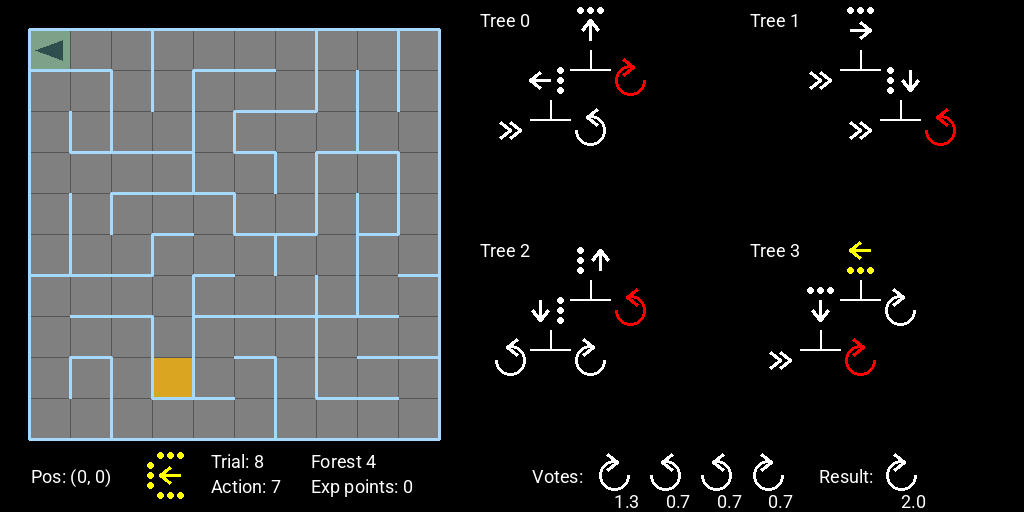 Tree 0
Tree 1
Tree 2
Tree 3
Pos: (0, 0)
Trial: 8
Forest 4
Action: 7
Exp points: 0
Votes:
Result:
1.3
0.7
0.7
0.7
2.0